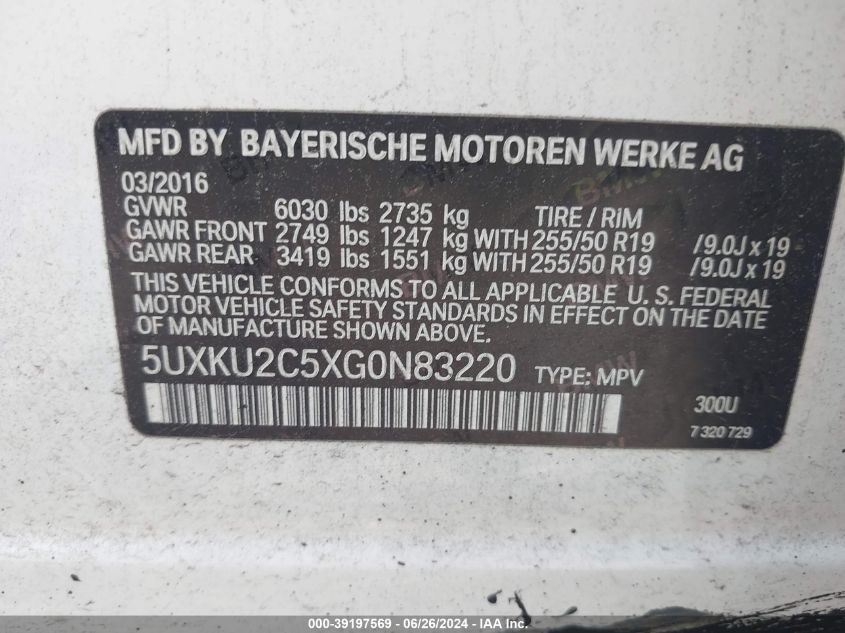 MFD BY BAYERISCHE MOTOREN WERKE AG
03/2016
GVWR 6030 lbs 2735 kg TIRE / RIM
GAWR FRONT 2749 lbs 1247 kg WITH 255/50 R19 /9.0J x 19
GAWR REAR 3419 lbs 1551 kg WITH 255/50 R19 /9.0J x 19
THIS VEHICLE CONFORMS TO ALL APPLICABLE U. S. FEDERAL
MOTOR VEHICLE SAFETY STANDARDS IN EFFECT ON THE DATE
OF MANUFACTURE SHOWN ABOVE.
5UXKU2C5XG0N83220 TYPE: MPV
300U
7 320 729
000-39197569 - 06/26/2024 - IAA Inc.